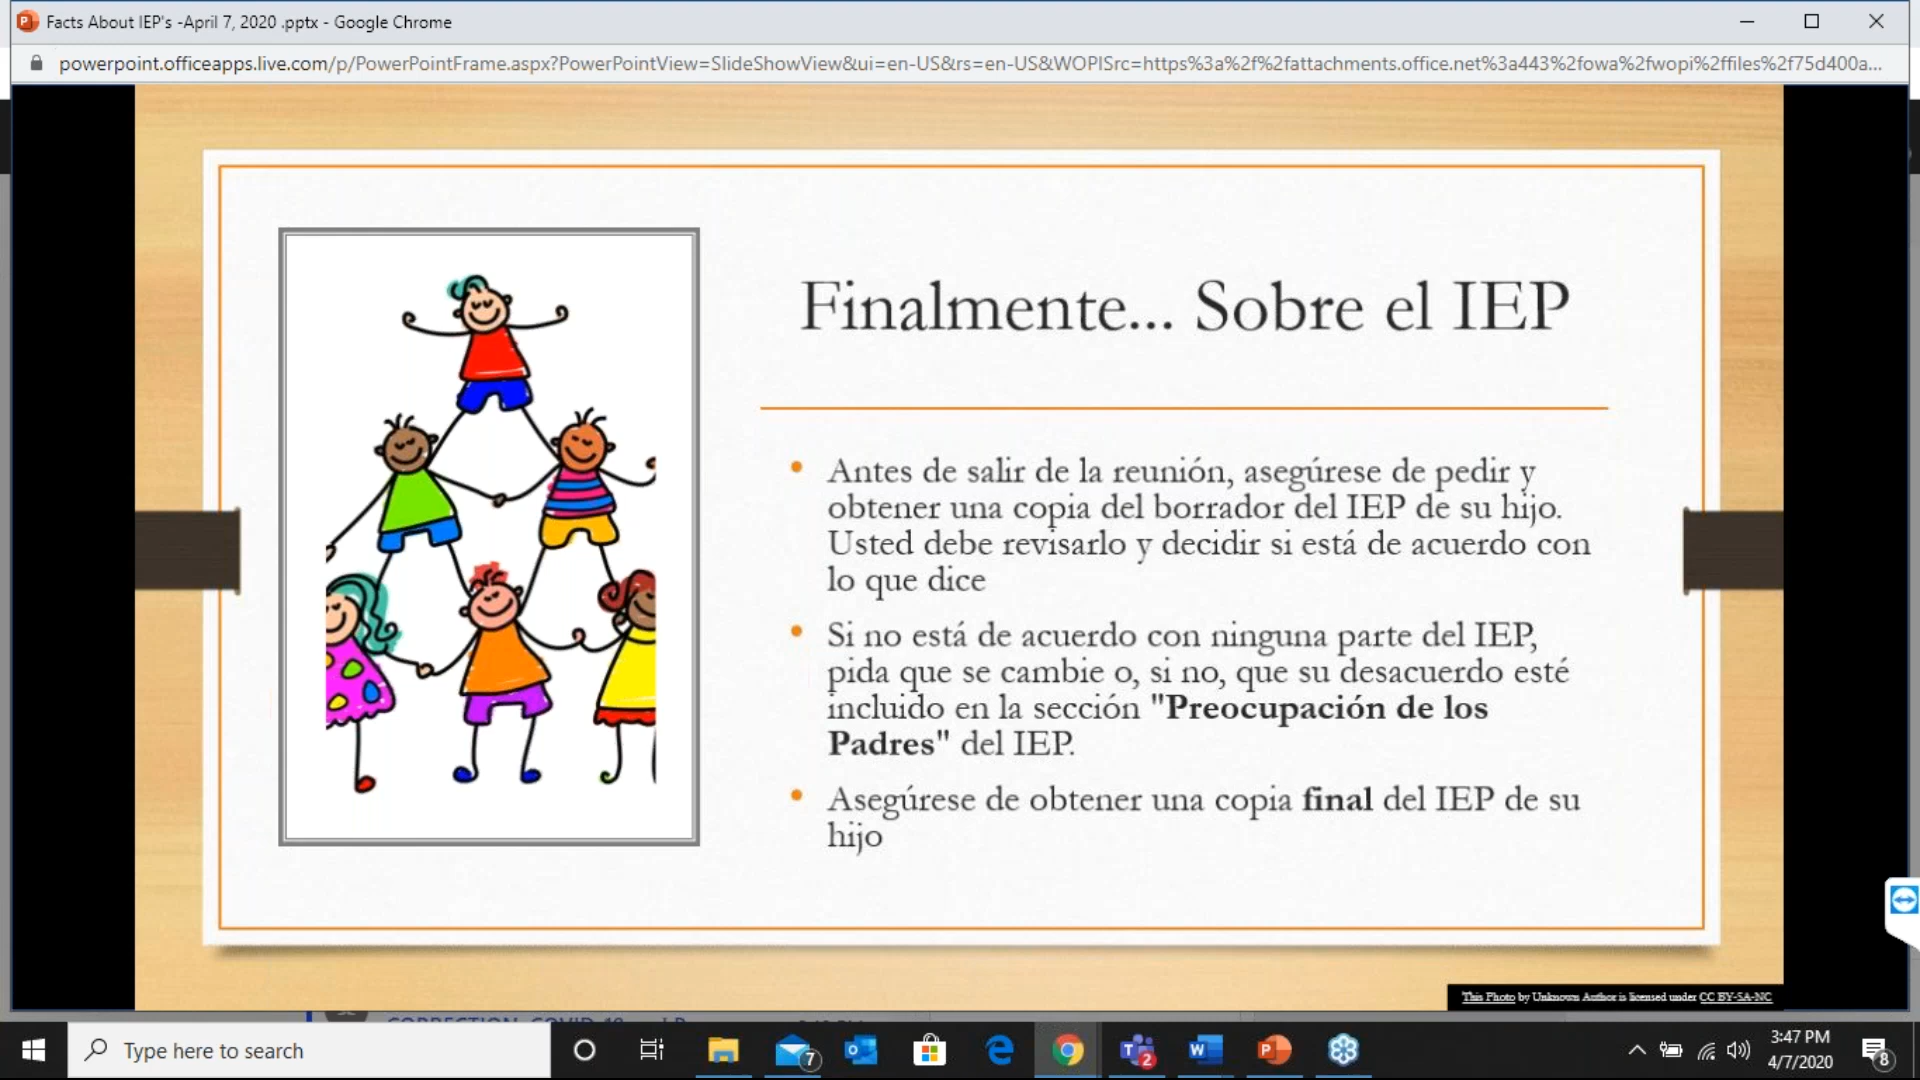 Facts About IEP's -April 7, 2020 .pptx - Google Chrome
powerpoint.officeapps.live.com/p/PowerPointFrame.aspx?PowerPointView=SlideShowView&ui=en-US&rs=en-US&WOPISrc=https%3a%2f%2fattachments.office.net%3a443%2fowa%2fwopi%2ffiles%2f75d400a...
Finalmente... Sobre el IEP
• Antes de salir de la reunión, asegúrese de pedir y
obtener una copia del borrador del IEP de su hijo.
Usted debe revisarlo y decidir si está de acuerdo con
lo que dice
• Si no está de acuerdo con ninguna parte del IEP,
pida que se cambie o, si no, que su desacuerdo esté
incluido en la sección "Preocupación de los
Padres" del IEP.
• Asegúrese de obtener una copia final del IEP de su
hijo
This Photo by Unknown Author is licensed under CC BY-SA-NC
Type here to search
7
2
3:47 PM
4/7/2020
8